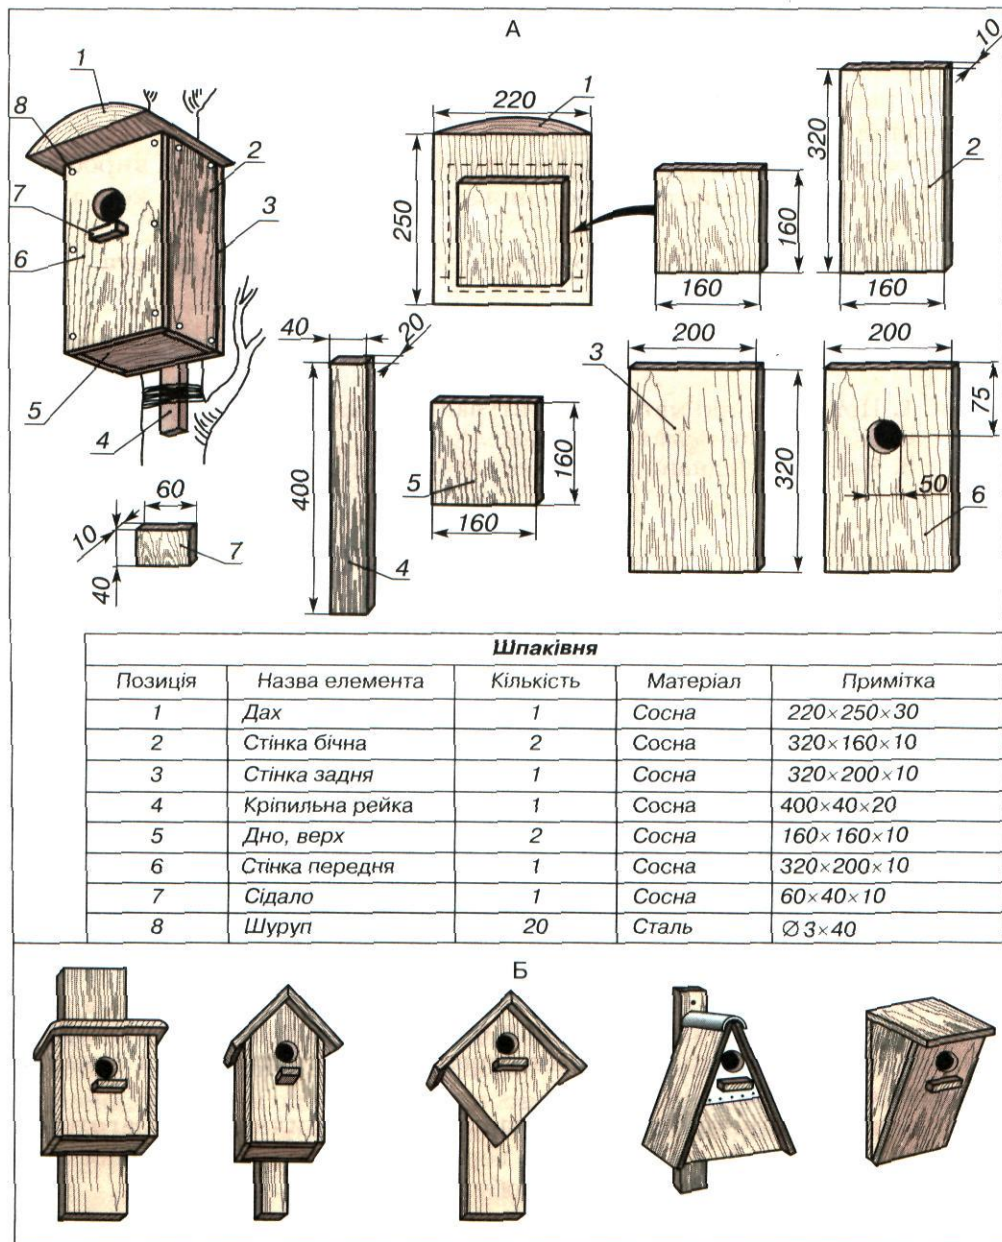 А
1
8
7
6
5
4
2
3
220
1
250
160
160
10
320
2
160
40
20
400
4
5
160
160
200
3
320
200
75
50
6
60
10
40
7
Шпаківня
Позиція Назва елемента Кількість Матеріал Примітка
1 Дах 1 Сосна 220×250×30
2 Стінка бічна 2 Сосна 320×160×10
3 Стінка задня 1 Сосна 320×200×10
4 Кріпильна рейка 1 Сосна 400×40×20
5 Дно, верх 2 Сосна 160×160×10
6 Стінка передня 1 Сосна 320×200×10
7 Сідало 1 Сосна 60×40×10
8 Шуруп 20 Сталь Ø 3×40
Б